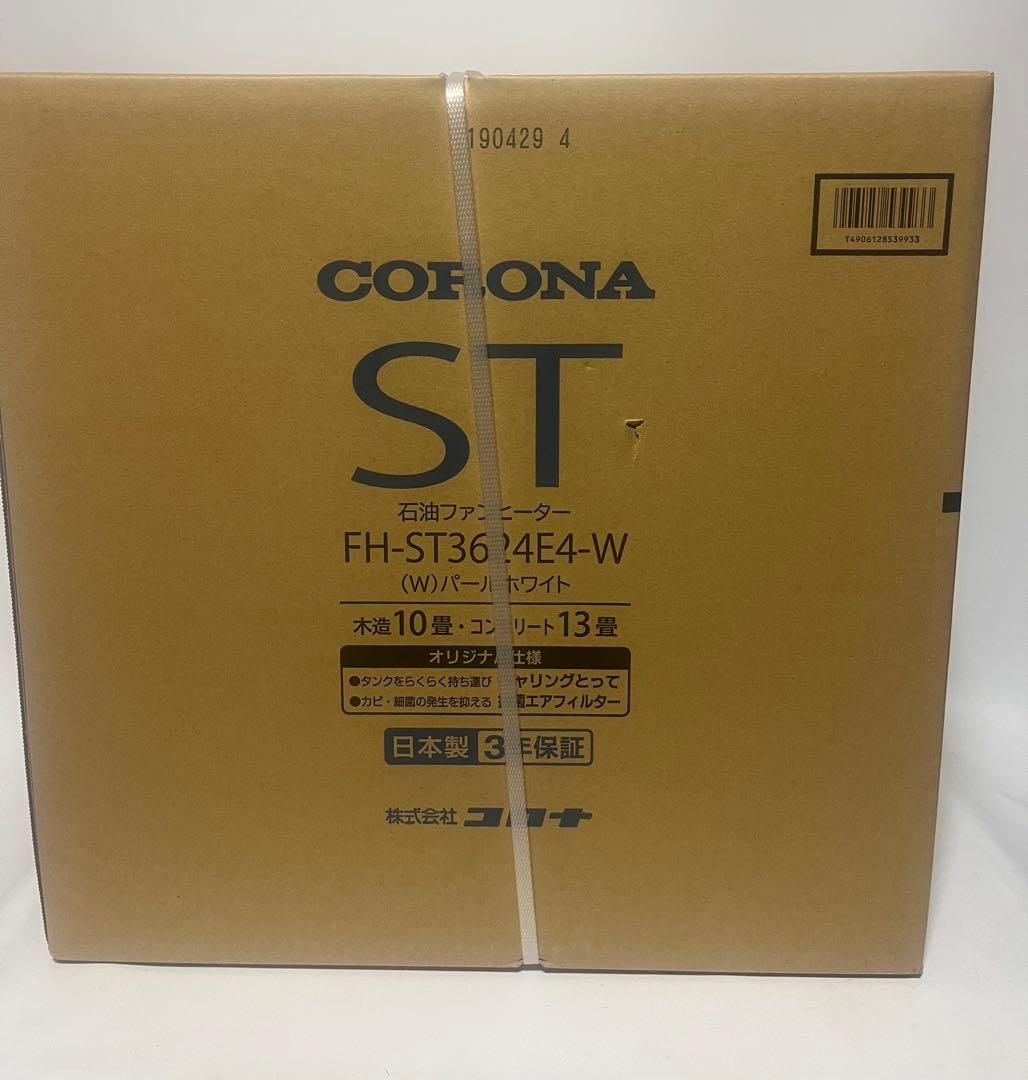 190429 4
T4906128539933
CORONA
ST
石油ファンヒーター
FH-ST3624E4-W
(W)パールホワイト
木造10畳・コンクリート13畳
オリジナル仕様
●タンクをらくらく持ち運び キャリングとって
●カビ・細菌の発生を抑える 抗菌エアフィルター
日本製 3年保証
株式会社 コロナ